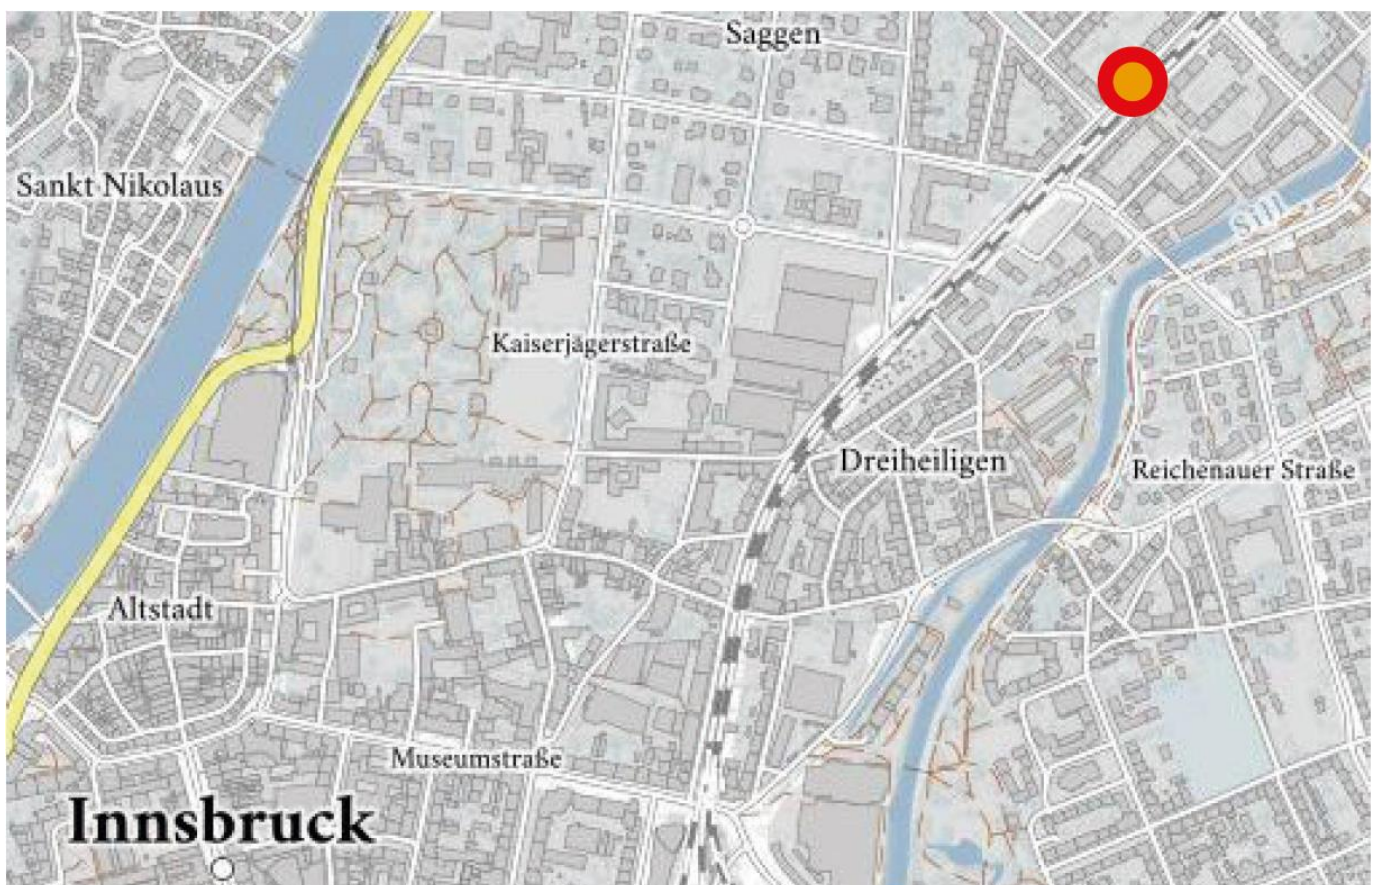 Saggen
Sankt Nikolaus
Sill
Kaiserjägerstraße
Dreiheiligen
Reichenauer Straße
Altstadt
Museumstraße
Innsbruck